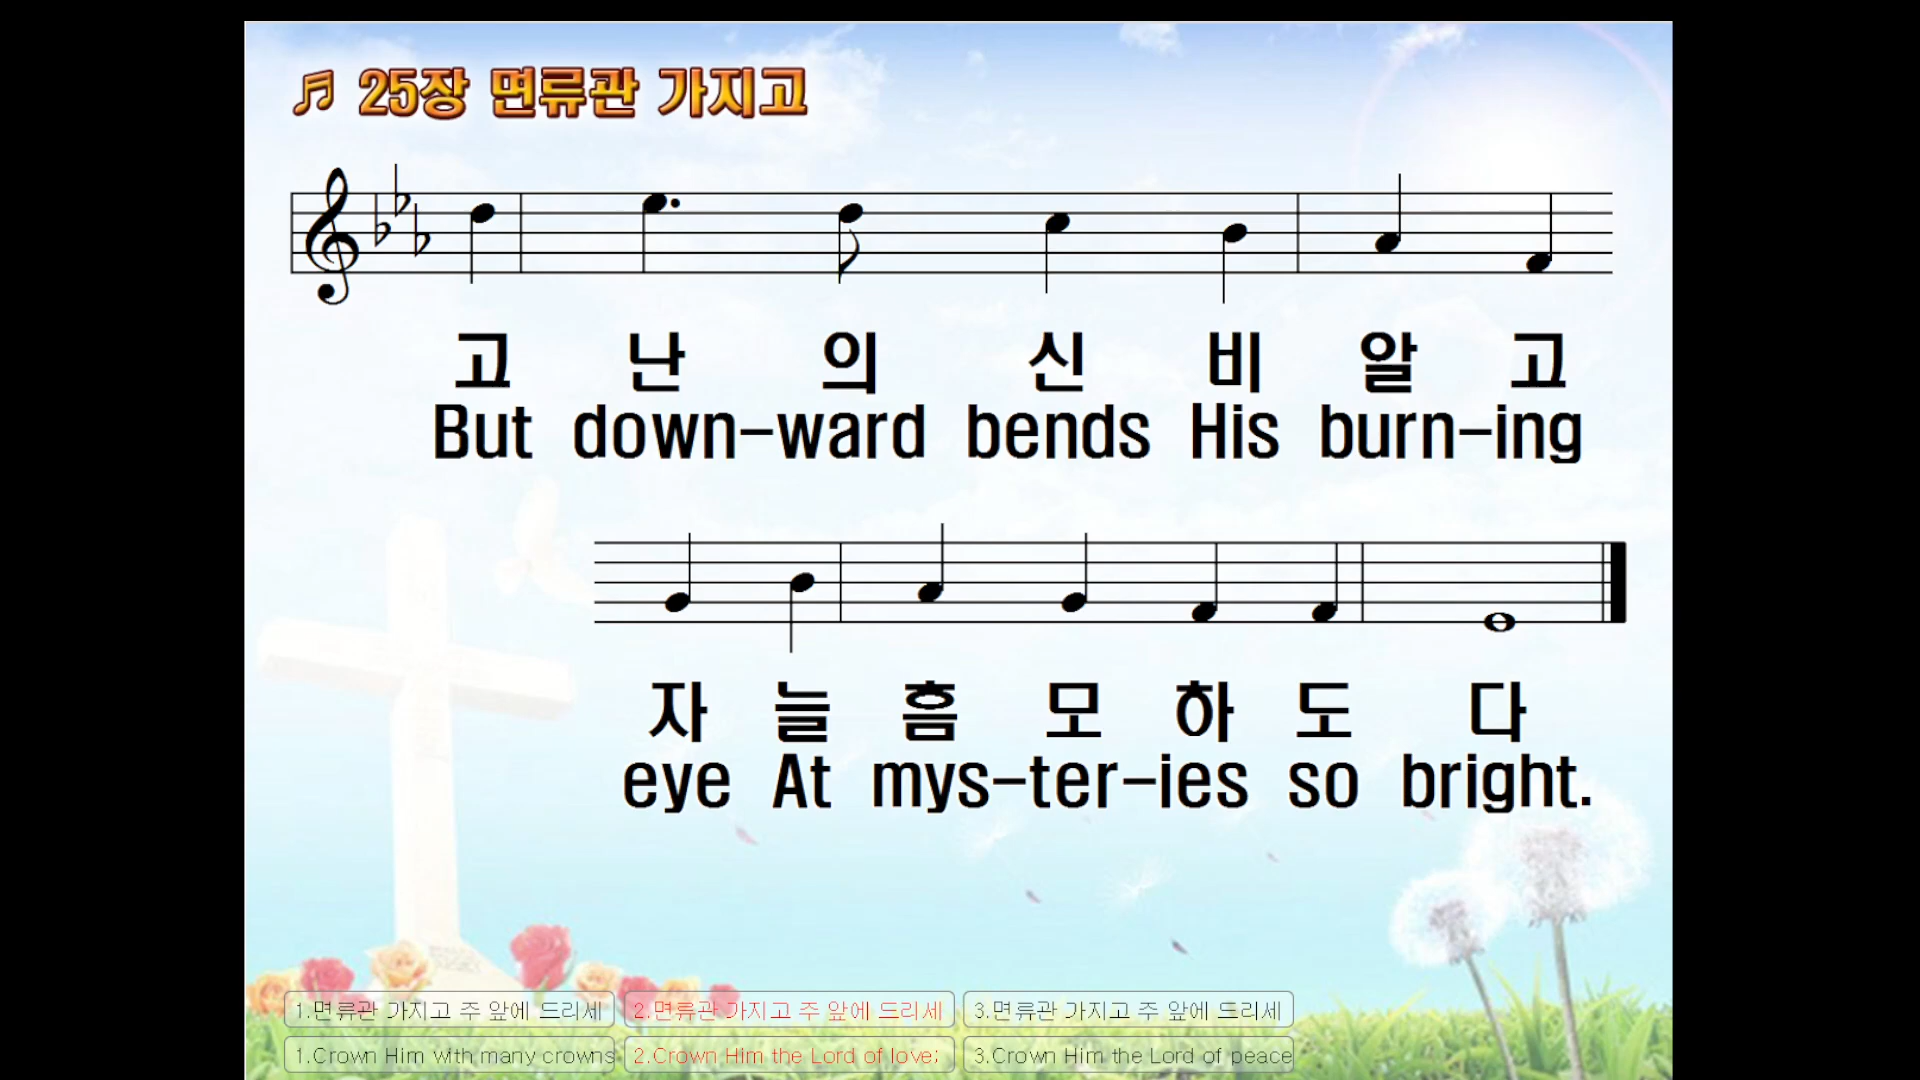 ♬ 25장 면류관 가지고
고 난 의 신 비 알 고
But down-ward bends His burn-ing
자 늘 흠 모 하 도 다
eye At mys-ter-ies so bright.
1.면류관 가지고 주 앞에 드리세 2.면류관 가지고 주 앞에 드리세 3.면류관 가지고 주 앞에 드리세
1.Crown Him with many crowns 2.Crown Him the Lord of love; 3.Crown Him the Lord of peace